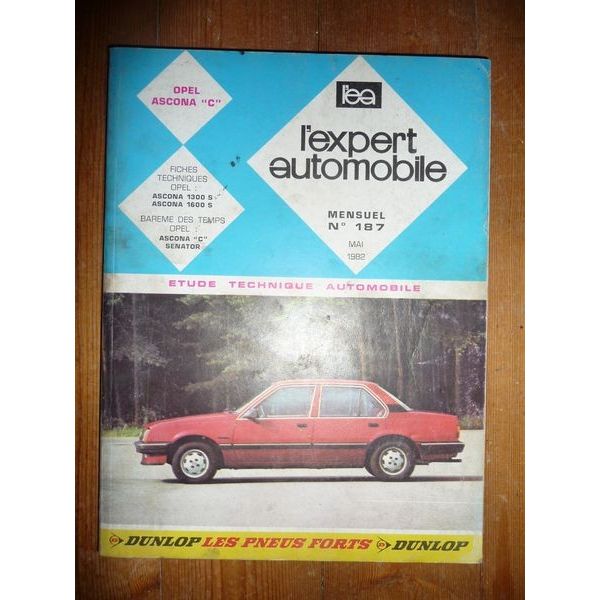 OPEL
ASCONA "C"
l'ea
l'expert
automobile
FICHES
TECHNIQUES
OPEL :
ASCONA 1300 S
ASCONA 1600 S
BAREME DES TEMPS
OPEL :
ASCONA "C"
SENATOR
MENSUEL
N° 187
MAI
1982
ETUDE TECHNIQUE AUTOMOBILE
DUNLOP LES PNEUS FORTS DUNLOP